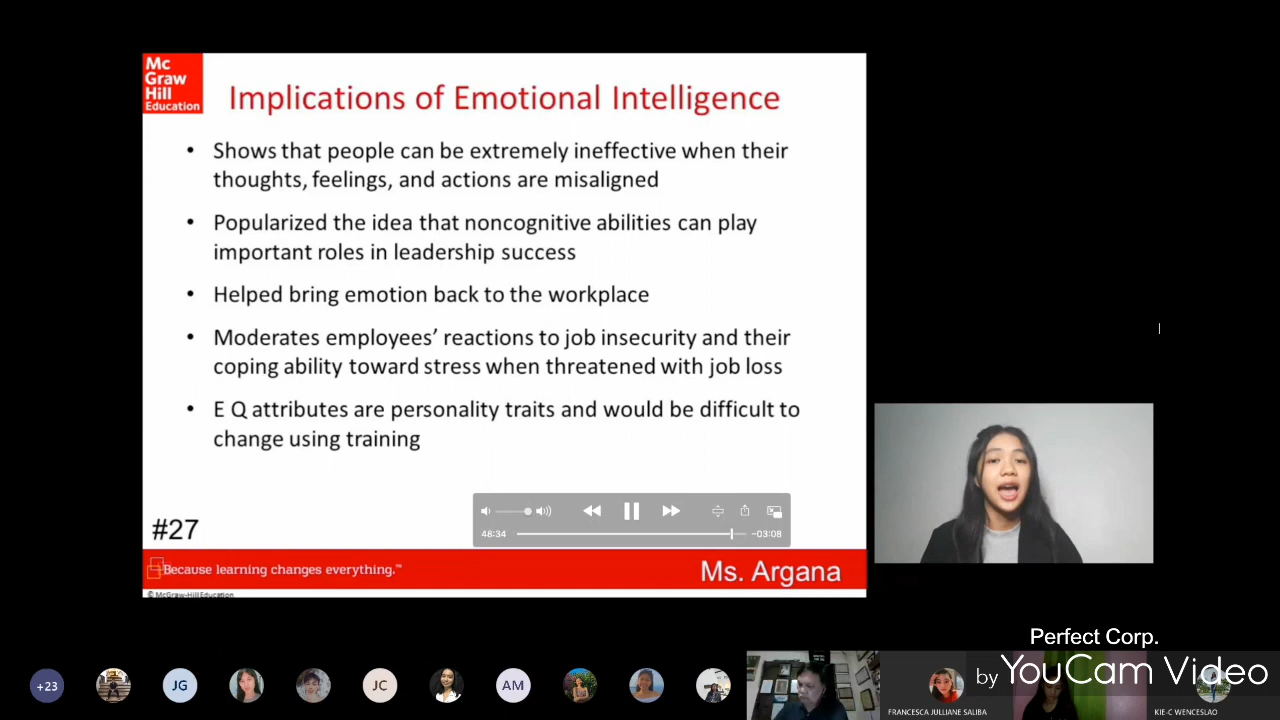 Mc
Graw
Hill
Education
Implications of Emotional Intelligence
• Shows that people can be extremely ineffective when their
thoughts, feelings, and actions are misaligned
• Popularized the idea that noncognitive abilities can play
important roles in leadership success
• Helped bring emotion back to the workplace
• Moderates employees' reactions to job insecurity and their
coping ability toward stress when threatened with job loss
• E Q attributes are personality traits and would be difficult to
change using training
48:34
-03:08
#27
Because learning changes everything.™
Ms. Argana
© McGraw-Hill Education
Perfect Corp.
by YouCam Video
+23
JG
JC
AM
FRANCESCA JULLIANE SALIBA
KIE-C WENCESLAO